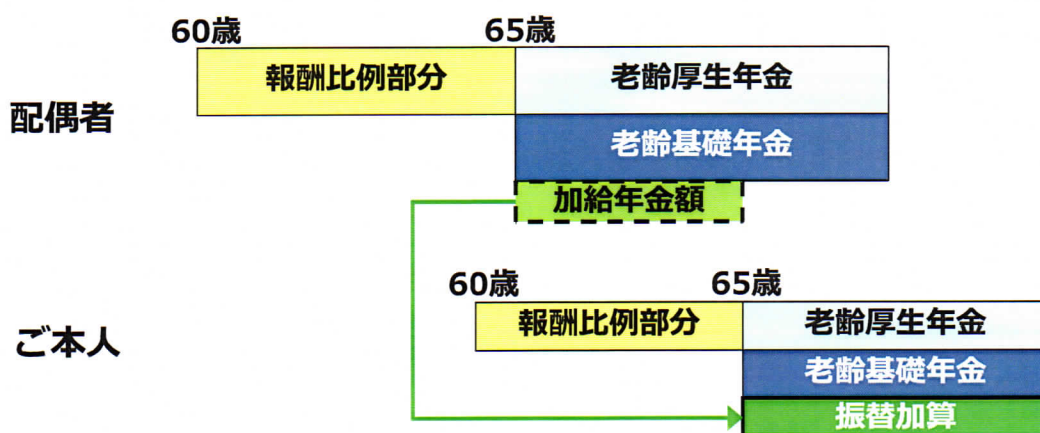 60歳 65歳
配偶者
報酬比例部分 老齢厚生年金
老齢基礎年金
加給年金額
60歳 65歳
ご本人
報酬比例部分 老齢厚生年金
老齢基礎年金
振替加算